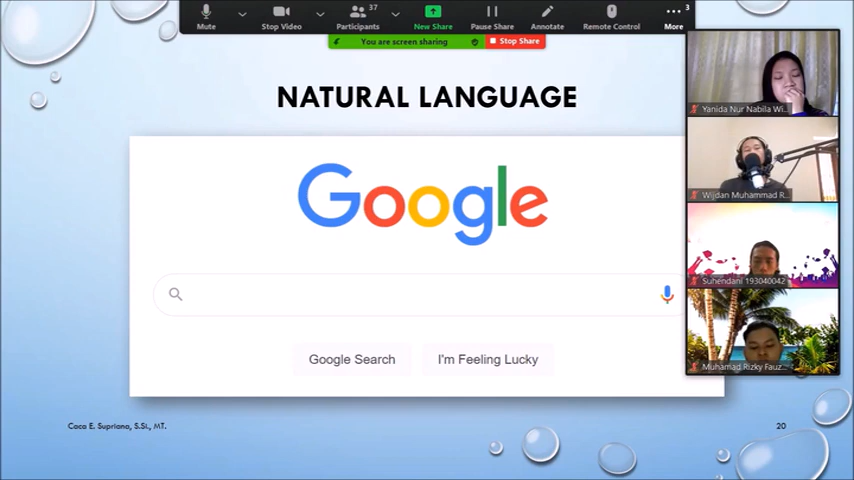 37
3
Mute
Stop Video
Participants
New Share
Pause Share
Annotate
Remote Control
More
You are screen sharing
Stop Share
NATURAL LANGUAGE
Google
Google Search
I'm Feeling Lucky
Yanida Nur Nabila Wi...
Wijdan Muhammad R...
Suhendani 193040042
Muhamad Rizky Fauz...
Caca E. Supriana, S.Si., MT.
20